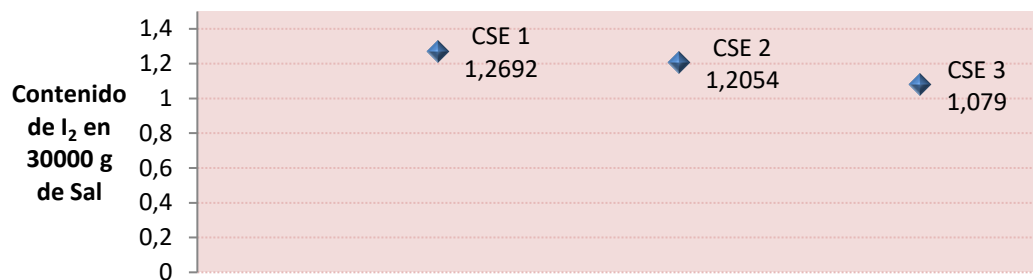 Contenido
de I₂ en
30000 g
de Sal
1,4
1,2
1
0,8
0,6
0,4
0,2
0
CSE 1
1,2692
CSE 2
1,2054
CSE 3
1,079